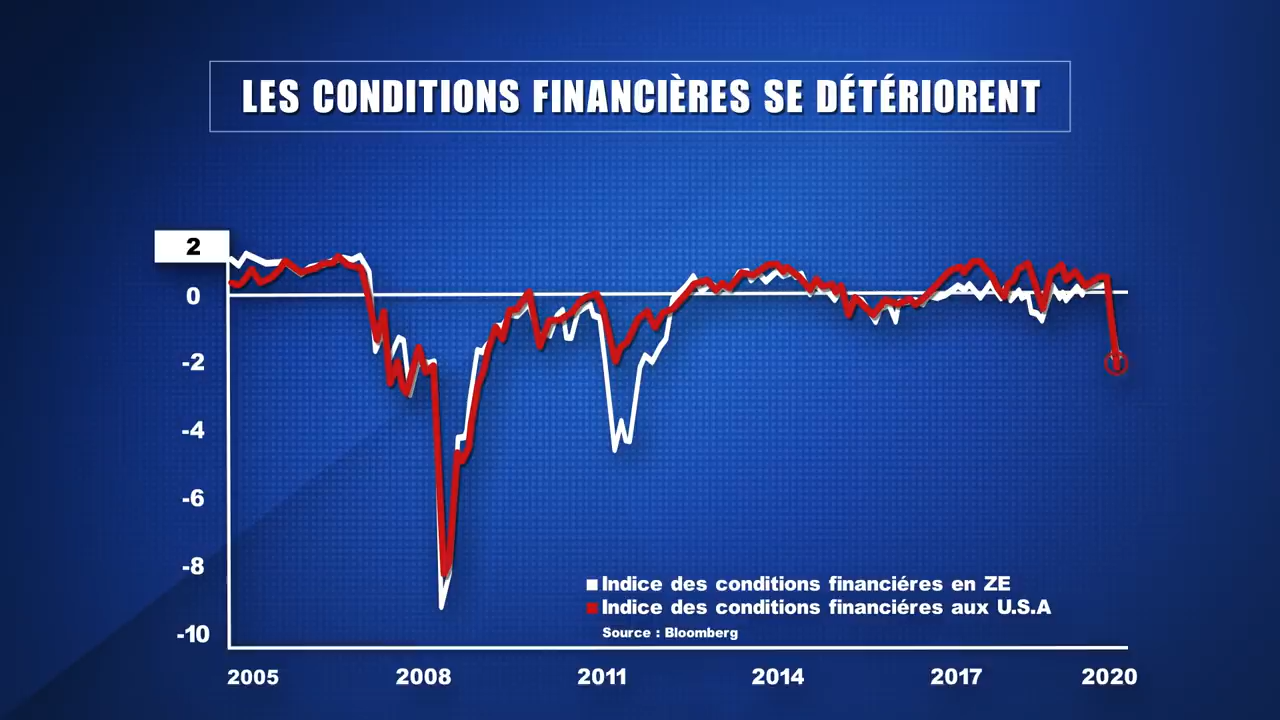 LES CONDITIONS FINANCIÈRES SE DÉTÉRIORENT
2
0
-2
-4
-6
-8
-10
Indice des conditions financiéres en ZE
Indice des conditions financiéres aux U.S.A
Source : Bloomberg
2005 2008 2011 2014 2017 2020